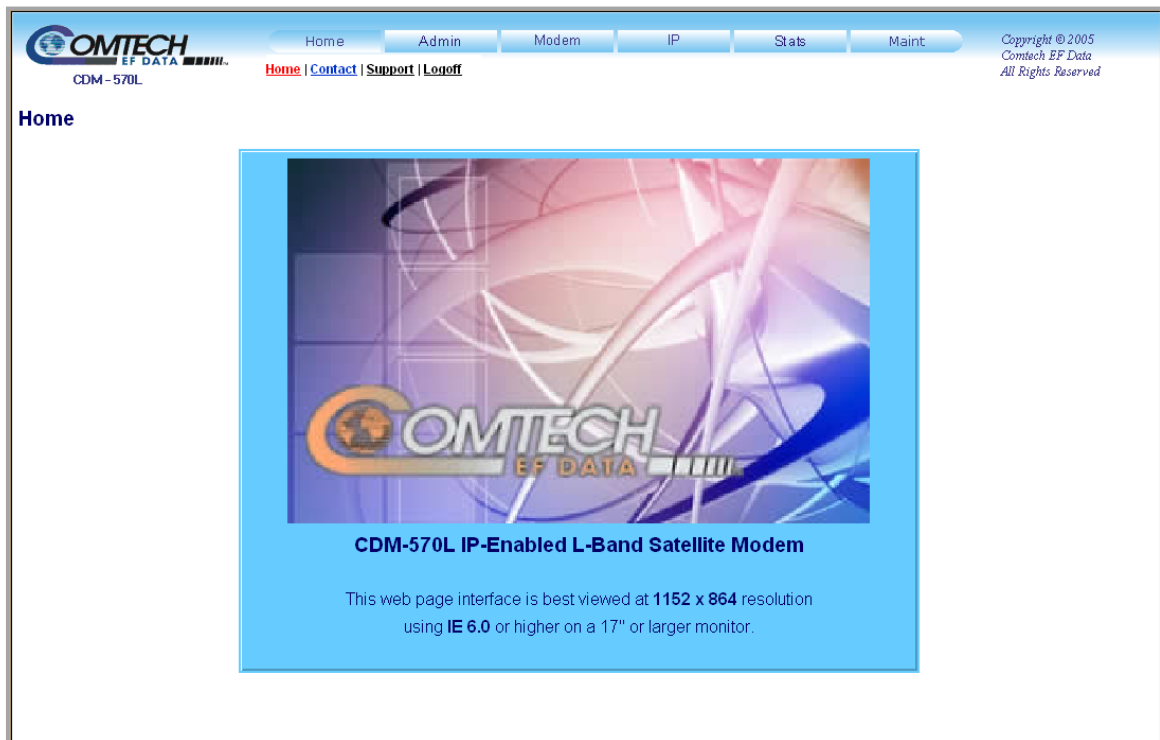 COMTECH
EF DATA
CDM - 570L
Home Admin Modem IP Stats Maint
Home | Contact | Support | Logoff
Copyright © 2005
Comtech EF Data
All Rights Reserved
Home
COMTECH
EF DATA
CDM-570L IP-Enabled L-Band Satellite Modem
This web page interface is best viewed at 1152 x 864 resolution
using IE 6.0 or higher on a 17" or larger monitor.